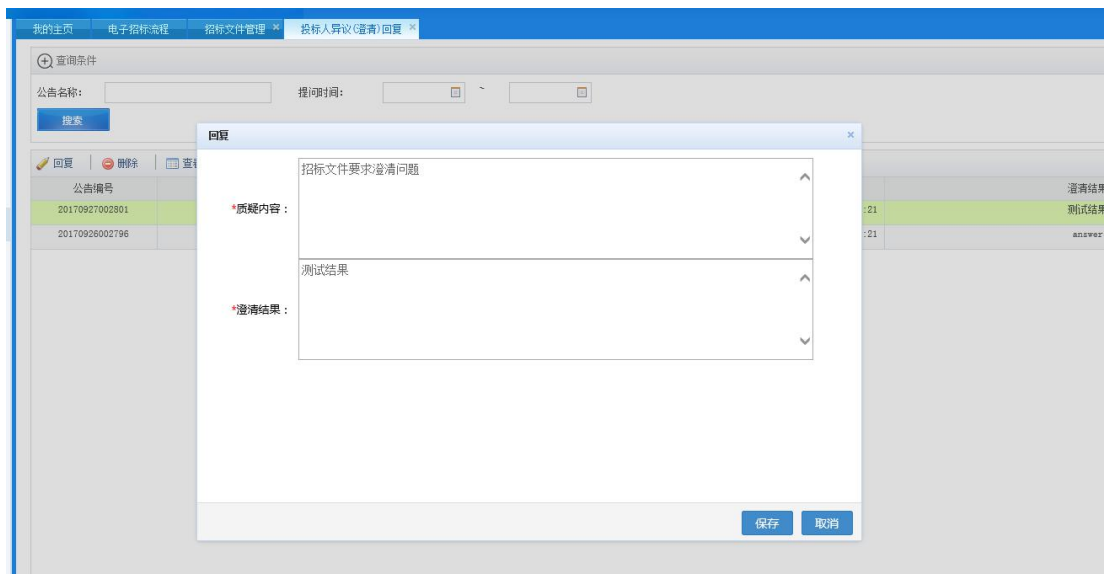 我的主页 电子招标流程 招标文件管理 × 投标人异议(澄清)回复 ×
查询条件
公告名称: 提问时间: ~
搜索
回复 ×
回复 删除
招标文件要求澄清问题
公告编号 澄清结果
*质疑内容：
20170927002801 :21 测试结果
20170926002796 :21 answer
测试结果
*澄清结果：
保存 取消